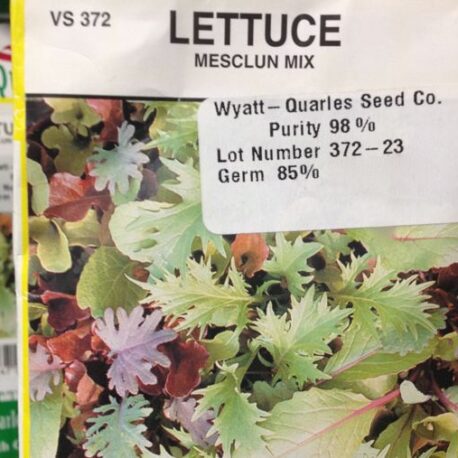 VS 372
LETTUCE
MESCLUN MIX
Wyatt-Quarles Seed Co.
Purity 98%
Lot Number 372-23
Germ 85%